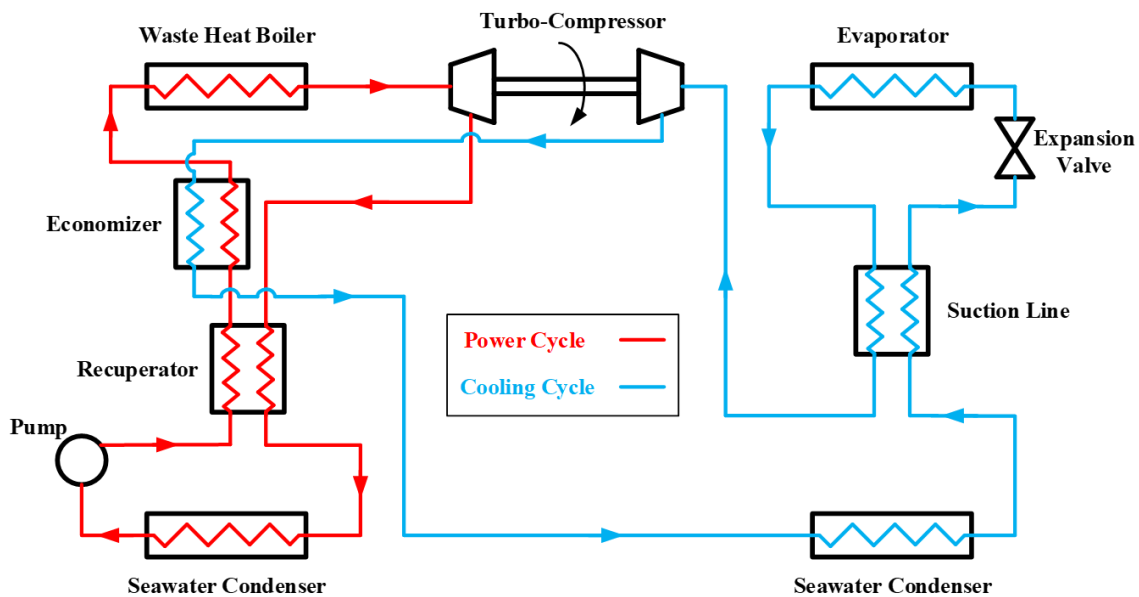 Turbo-Compressor
Waste Heat Boiler
Evaporator
Expansion
Valve
Economizer
Suction Line
Power Cycle
Recuperator
Cooling Cycle
Pump
Seawater Condenser
Seawater Condenser